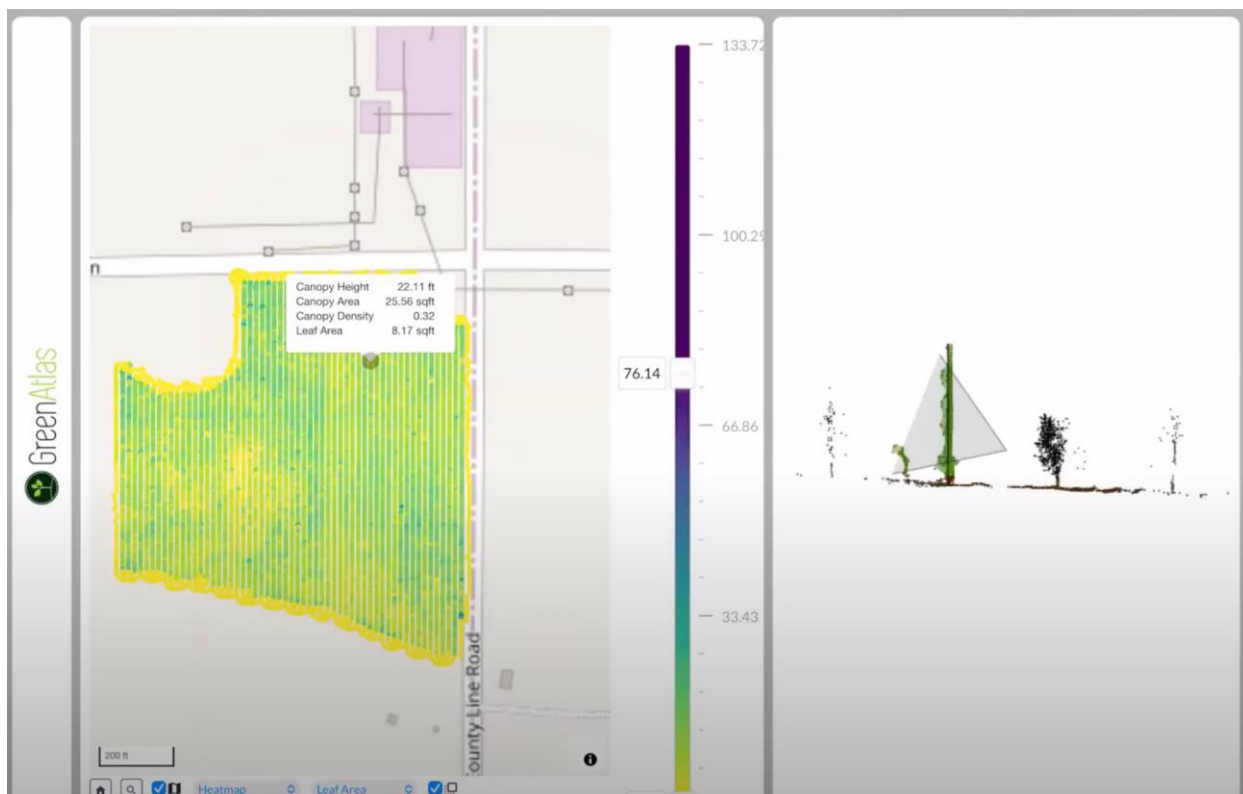 GreenAtlas
n
Canopy Height 22.11 ft
Canopy Area 25.56 sqft
Canopy Density 0.32
Leaf Area 8.17 sqft
ounty Line Road
200 ft
Heatmap
Leaf Area
133.72
100.29
76.14
66.86
33.43